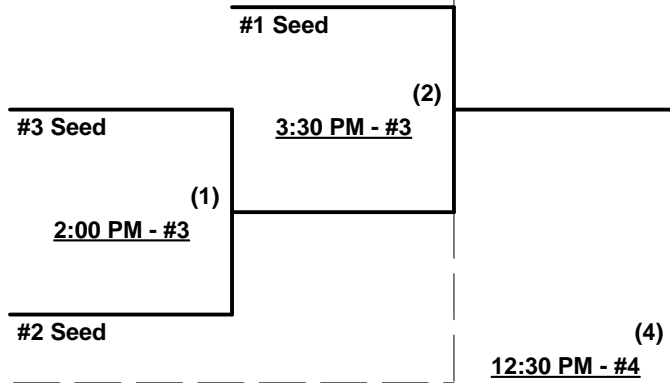 #1 Seed
(2)
#3 Seed
3:30 PM - #3
(1)
2:00 PM - #3
#2 Seed
(4)
12:30 PM - #4